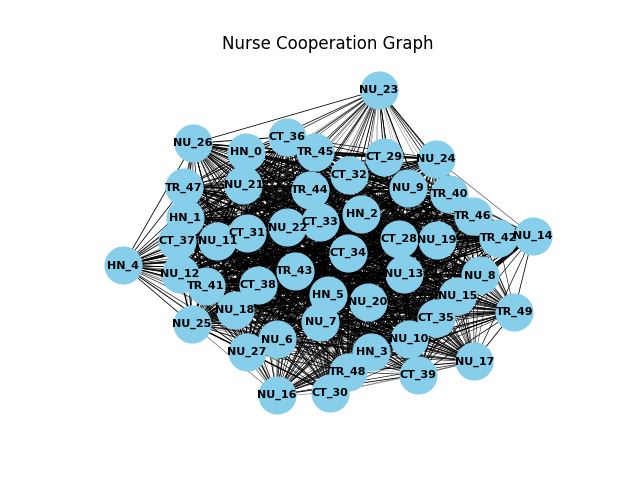 Nurse Cooperation Graph
NU_23
CT_36
NU_26
HN_0
TR_45
CT_29
NU_24
CT_32
NU_21
TR_47
TR_44
NU_9
TR_40
HN_1
HN_2
TR_46
CT_33
NU_22
CT_31
NU_11
CT_37
CT_28
NU_19
TR_42
NU_14
CT_34
HN_4
NU_12
TR_43
NU_13
NU_8
TR_41
CT_38
HN_5
NU_15
NU_20
NU_18
TR_49
CT_35
NU_25
NU_7
NU_6
NU_10
NU_27
HN_3
NU_17
TR_48
CT_39
NU_16
CT_30